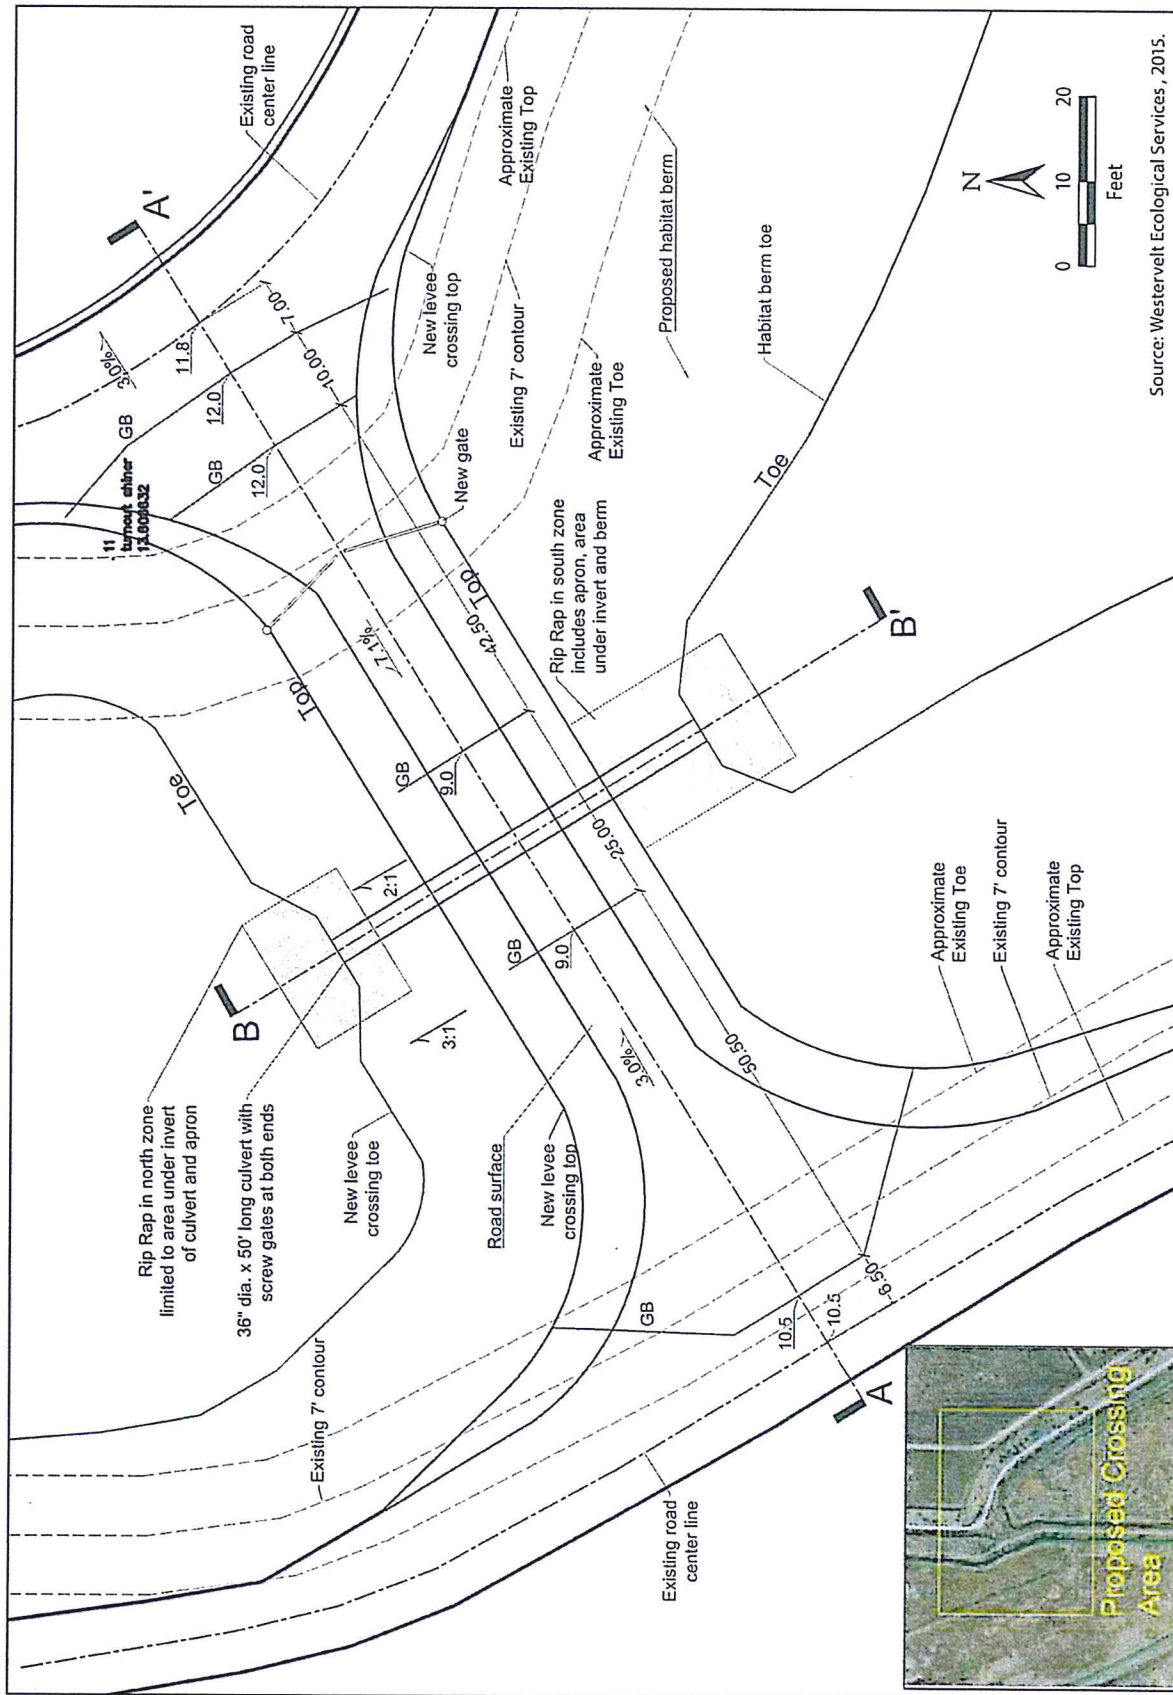 Existing road
center line
A'
3.0%
11.8
7.00
GB
12.0
10.00
GB
12.0
.11
turnout shiner
13.606632
New levee
crossing top
Approximate
Existing Top
Existing 7' contour
Approximate
Existing Toe
New gate
Proposed habitat berm
Habitat berm toe
Toe
Top
Top
7.1%
42.50
Rip Rap in south zone
includes apron, area
under invert and berm
B'
Toe
GB
9.0
2:1
25.00
Rip Rap in north zone
limited to area under invert
of culvert and apron
B
36" dia. x 50' long culvert with
screw gates at both ends
3:1
GB
9.0
New levee
crossing toe
Road surface
New levee
crossing top
3.0%
50.50
Approximate
Existing Toe
Existing 7' contour
Approximate
Existing Top
Existing 7' contour
GB
10.5
10.5
6.50
A
Existing road
center line
Proposed Crossing
Area
N
0 10 20
Feet
Source: Westervelt Ecological Services, 2015.